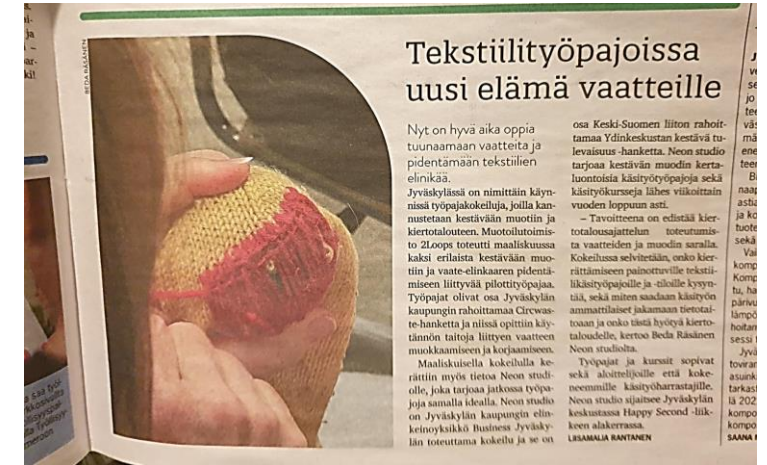 BEDA RÄSÄNEN
Tekstiilityöpajoissa
uusi elämä vaatteille
Nyt on hyvä aika oppia
tuunaamaan vaatteita ja
pidentämään tekstiilien
elinikää.
Jyväskylässä on nimittäin käyn-
nissä työpajakokeiluja, joilla kan-
nustetaan kestävään muotiin ja
kiertotalouteen. Muotoilutoimis-
to 2Loops toteutti maaliskuussa
kaksi erilaista kestävään muo-
tiin ja vaate-elinkaaren pidentä-
miseen liittyvää pilottityöpajaa.
Työpajat olivat osa Jyväskylän
kaupungin rahoittamaa Circwas-
te-hanketta ja niissä opittiin käy-
tännön taitoja liittyen vaatteen
muokkaamiseen ja korjaamiseen.
Maaliskuisella kokeilulla ke-
rättiin myös tietoa Neon studi-
olle, joka tarjoaa jatkossa työpa-
joja samalla idealla. Neon studio
on Jyväskylän kaupungin elin-
keinoyksikkö Business Jyväsky-
län toteuttama kokeilu ja se on
osa Keski-Suomen liiton rahoit-
tamaa Ydinkeskustan kestävä tu-
levaisuus -hanketta. Neon studio
tarjoaa kestävän muodin kerta-
luontoisia käsityötyöpajoja sekä
käsityökursseja lähes viikoittain
vuoden loppuun asti.
– Tavoitteena on edistää kier-
totalousajattelun toteutumis-
ta vaatteiden ja muodin saralla.
Kokeilussa selvitetään, onko kier-
rättämiseen painottuville tekstii-
likäsityöpajoille ja -tiloille kysyn-
tää, sekä miten saadaan käsityön
ammattilaiset jakamaan tietotai-
toaan ja onko tästä hyötyä kierto-
taloudelle, kertoo Beda Räsänen
Neon studiolta.
Työpajat ja kurssit sopivat
sekä aloittelijoille että koke-
neemmille käsityöharrastajille.
Neon studio sijaitsee Jyväskylän
keskustassa Happy Second -liik-
keen alakerrassa.
LIISAMALIA RANTANEN